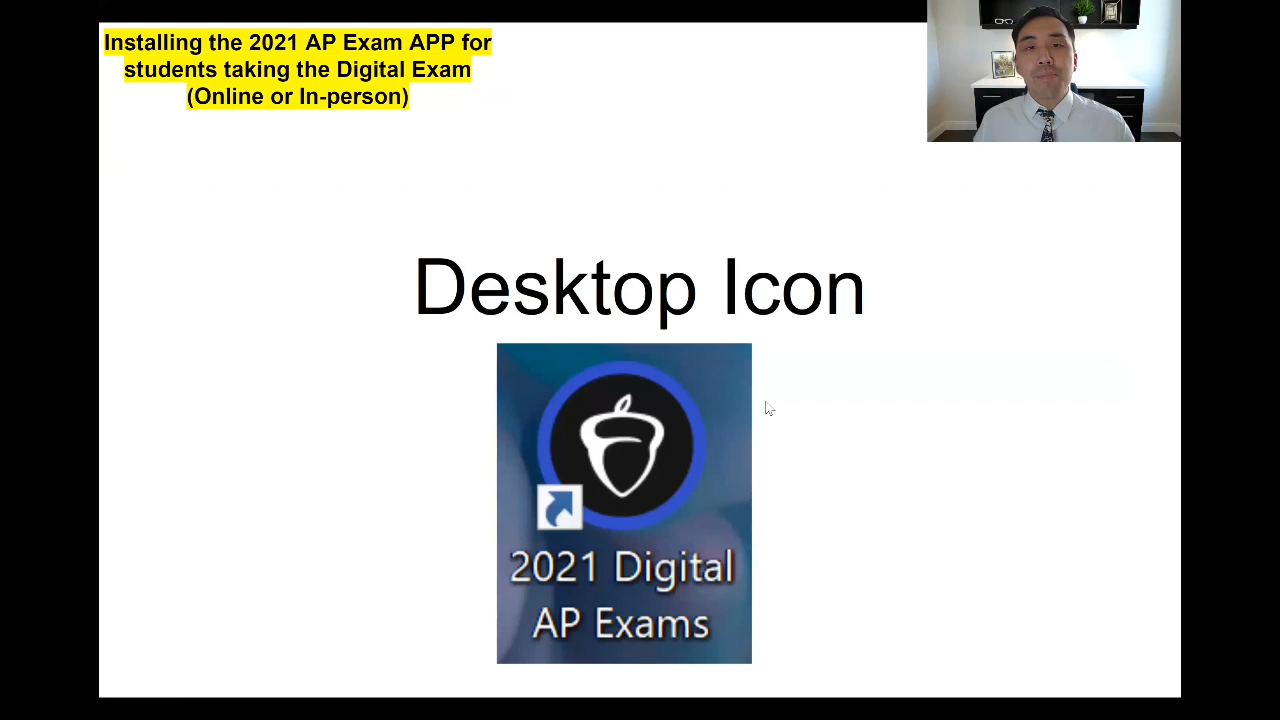 Installing the 2021 AP Exam APP for
students taking the Digital Exam
(Online or In-person)
Desktop Icon
2021 Digital
AP Exams